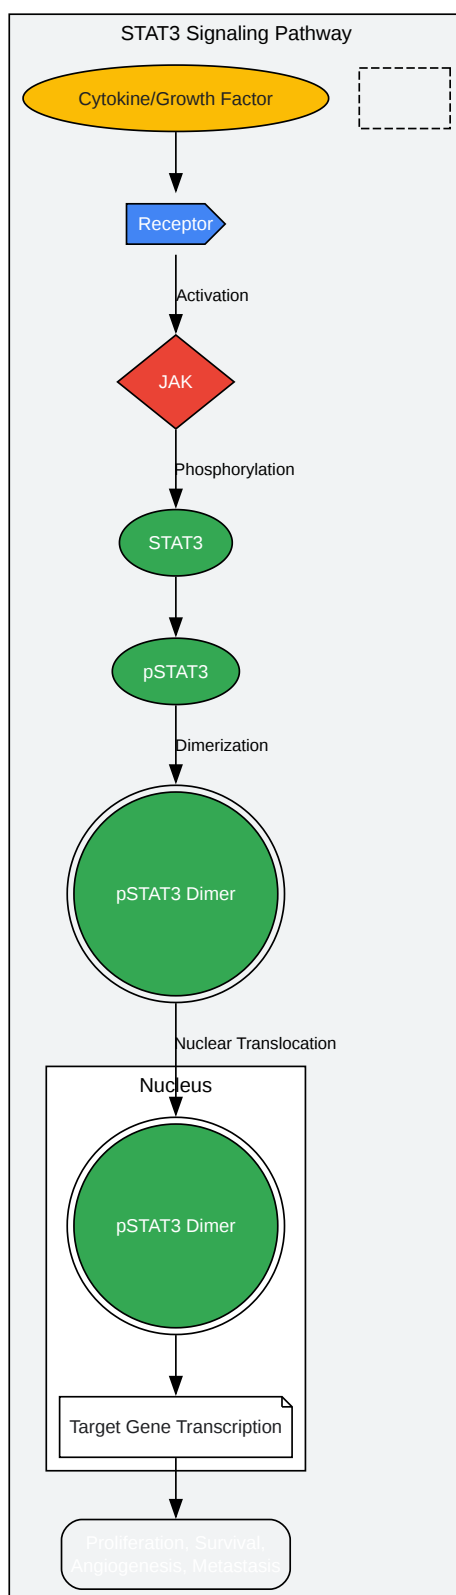 STAT3 Signaling Pathway
Cytokine/Growth Factor
Receptor
Activation
JAK
Phosphorylation
STAT3
pSTAT3
Dimerization
pSTAT3 Dimer
Nuclear Translocation
Nucleus
pSTAT3 Dimer
Target Gene Transcription
Proliferation, Survival,
Angiogenesis, Metastasis